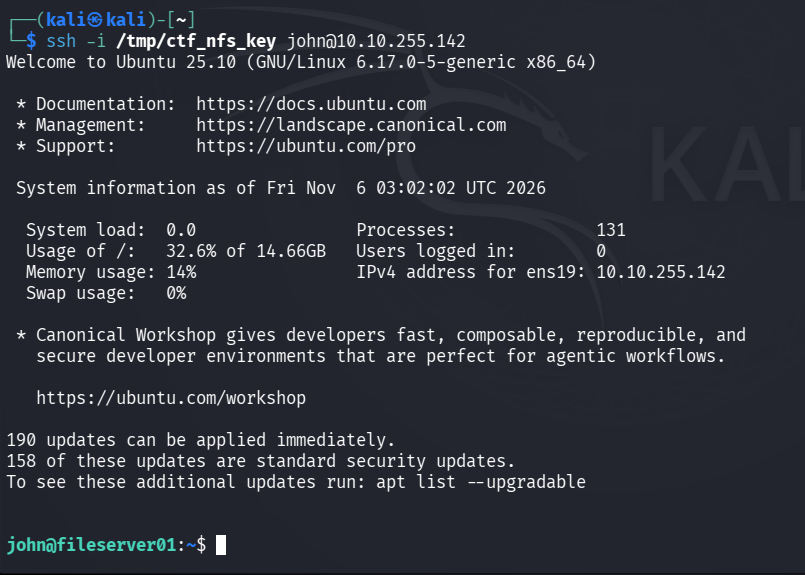 ┌──(kali㉿kali)-[~]
└─$ ssh -i /tmp/ctf_nfs_key john@10.10.255.142
Welcome to Ubuntu 25.10 (GNU/Linux 6.17.0-5-generic x86_64)
* Documentation:  https://docs.ubuntu.com
* Management:     https://landscape.canonical.com
* Support:        https://ubuntu.com/pro
System information as of Fri Nov  6 03:02:02 UTC 2026
System load:  0.0                Processes:              131
Usage of /:   32.6% of 14.66GB   Users logged in:        0
Memory usage: 14%                IPv4 address for ens19: 10.10.255.142
Swap usage:   0%
* Canonical Workshop gives developers fast, composable, reproducible, and
secure developer environments that are perfect for agentic workflows.
https://ubuntu.com/workshop
190 updates can be applied immediately.
158 of these updates are standard security updates.
To see these additional updates run: apt list --upgradable
john@fileserver01:~$
KAL